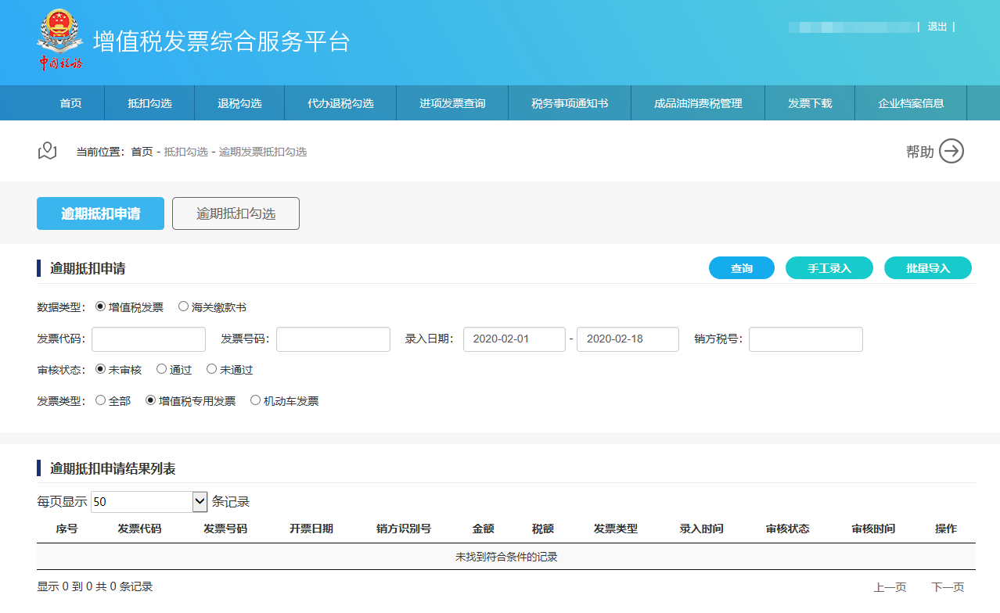 中国税务
增值税发票综合服务平台
| 退出 |
首页 抵扣勾选 退税勾选 代办退税勾选 进项发票查询 税务事项通知书 成品油消费税管理 发票下载 企业档案信息
当前位置：首页 - 抵扣勾选 - 逾期发票抵扣勾选
帮助
逾期抵扣申请 逾期抵扣勾选
逾期抵扣申请 查询 手工录入 批量导入
数据类型： 增值税发票 海关缴款书
发票代码： 发票号码： 录入日期： 2020-02-01 - 2020-02-18 销方税号：
审核状态： 未审核 通过 未通过
发票类型： 全部 增值税专用发票 机动车发票
逾期抵扣申请结果列表
每页显示 50 条记录
序号 发票代码 发票号码 开票日期 销方识别号 金额 税额 发票类型 录入时间 审核状态 审核时间 操作
未找到符合条件的记录
显示 0 到 0 共 0 条记录 上一页 下一页